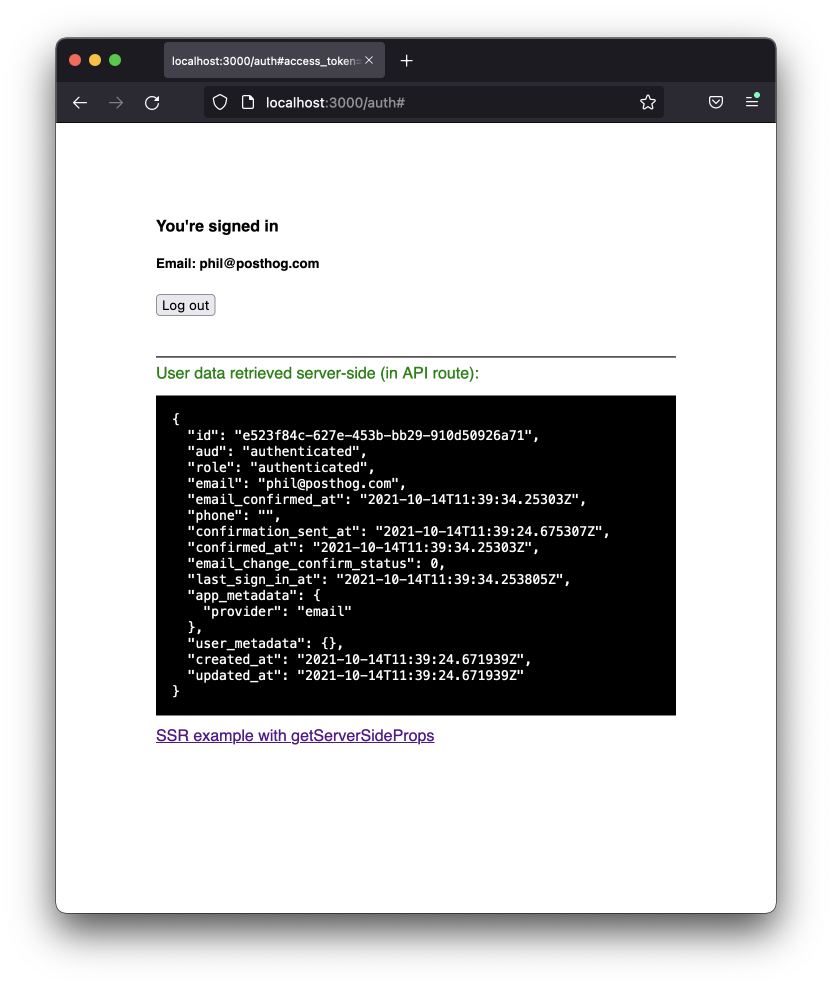 localhost:3000/auth#access_token=
localhost:3000/auth#
You're signed in
Email: phil@posthog.com
Log out
User data retrieved server-side (in API route):
{
  "id": "e523f84c-627e-453b-bb29-910d50926a71",
  "aud": "authenticated",
  "role": "authenticated",
  "email": "phil@posthog.com",
  "email_confirmed_at": "2021-10-14T11:39:34.25303Z",
  "phone": "",
  "confirmation_sent_at": "2021-10-14T11:39:24.675307Z",
  "confirmed_at": "2021-10-14T11:39:34.25303Z",
  "email_change_confirm_status": 0,
  "last_sign_in_at": "2021-10-14T11:39:34.253805Z",
  "app_metadata": {
    "provider": "email"
  },
  "user_metadata": {},
  "created_at": "2021-10-14T11:39:24.671939Z",
  "updated_at": "2021-10-14T11:39:24.671939Z"
}
SSR example with getServerSideProps